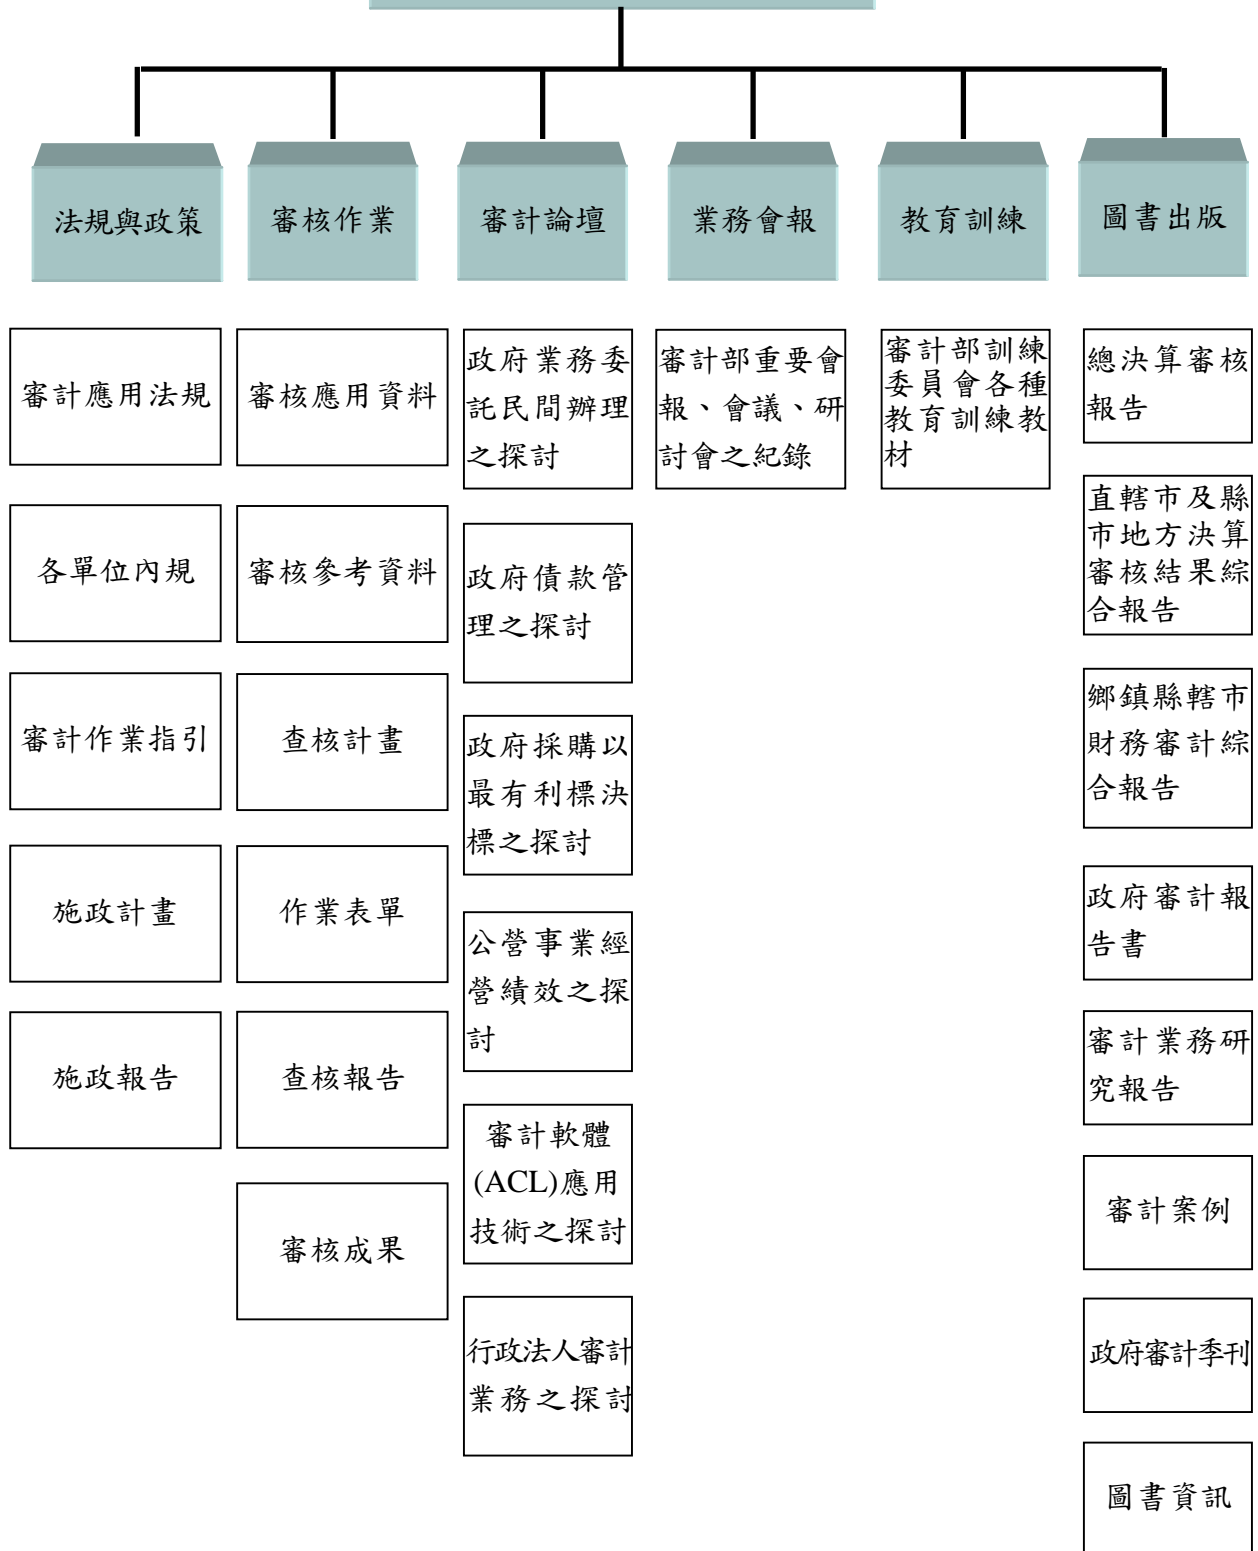 法規與政策
審核作業
審計論壇
業務會報
教育訓練
圖書出版
審計應用法規
各單位內規
審計作業指引
施政計畫
施政報告
審核應用資料
審核參考資料
查核計畫
作業表單
查核報告
審核成果
政府業務委
託民間辦理
之探討
政府債款管
理之探討
政府採購以
最有利標決
標之探討
公營事業經
營績效之探
討
審計軟體
(ACL)應用
技術之探討
行政法人審計
業務之探討
審計部重要會
報、會議、研
討會之紀錄
審計部訓練
委員會各種
教育訓練教
材
總決算審核
報告
直轄市及縣
市地方決算
審核結果綜
合報告
鄉鎮縣轄市
財務審計綜
合報告
政府審計報
告書
審計業務研
究報告
審計案例
政府審計季刊
圖書資訊